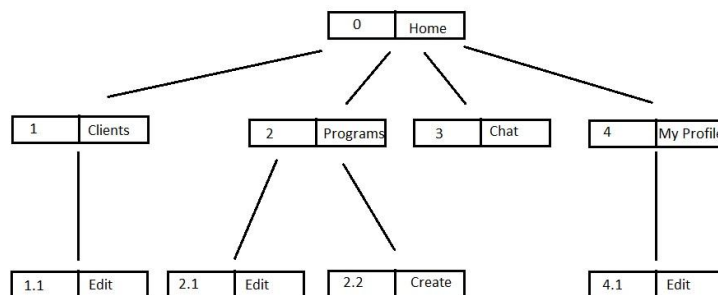 0 Home
1 Clients
2 Programs
3 Chat
4 My Profile
1.1 Edit
2.1 Edit
2.2 Create
4.1 Edit